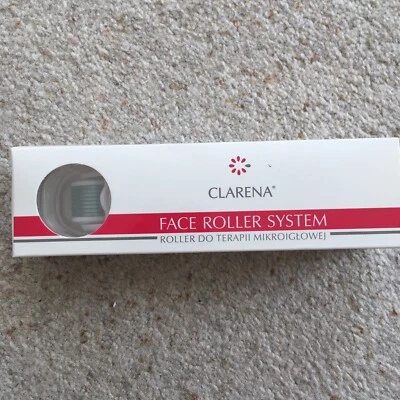 CLARENA®
FACE ROLLER SYSTEM
ROLLER DO TERAPII MIKROIGŁOWEJ